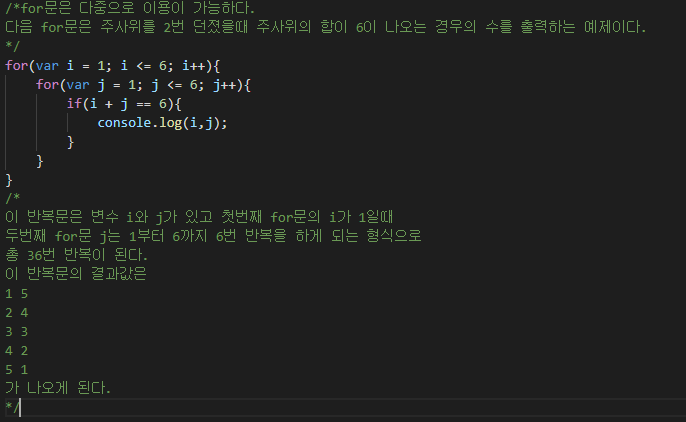 /*for문은 다중으로 이용이 가능하다.
다음 for문은 주사위를 2번 던졌을때 주사위의 합이 6이 나오는 경우의 수를 출력하는 예제이다.
*/
for(var i = 1; i <= 6; i++){
    for(var j = 1; j <= 6; j++){
        if(i + j == 6){
            console.log(i,j);
        }
    }
}
/*
이 반복문은 변수 i와 j가 있고 첫번째 for문의 i가 1일때
두번째 for문 j는 1부터 6까지 6번 반복을 하게 되는 형식으로
총 36번 반복이 된다.
이 반복문의 결과값은
1 5
2 4
3 3
4 2
5 1
가 나오게 된다.
*/